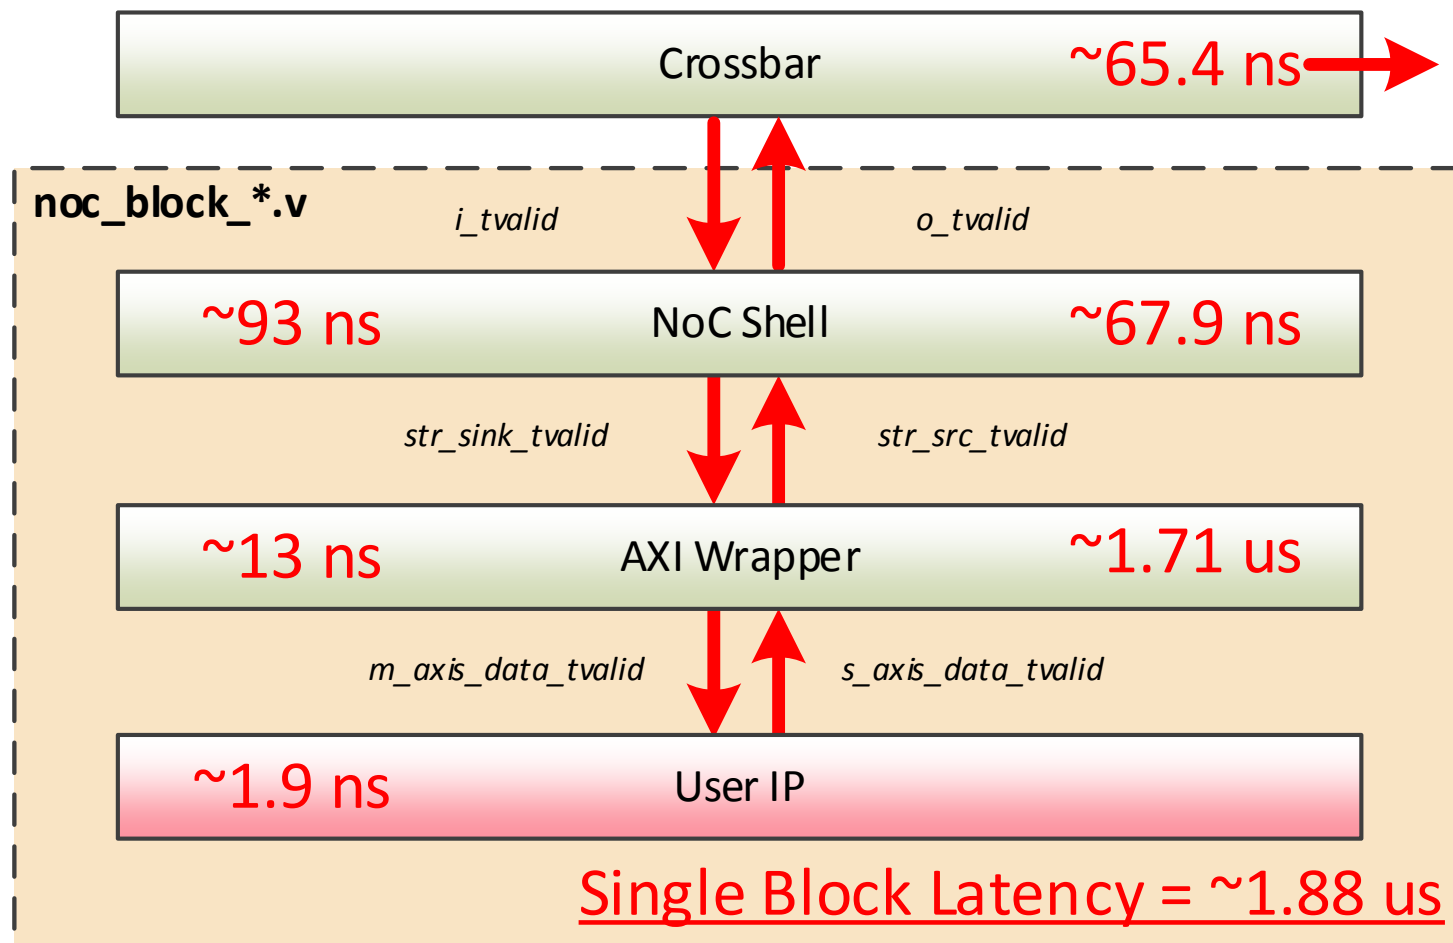 Crossbar ~65.4 ns
noc_block_*.v
i_tvalid o_tvalid
~93 ns NoC Shell ~67.9 ns
str_sink_tvalid str_src_tvalid
~13 ns AXI Wrapper ~1.71 us
m_axis_data_tvalid s_axis_data_tvalid
~1.9 ns User IP
Single Block Latency = ~1.88 us